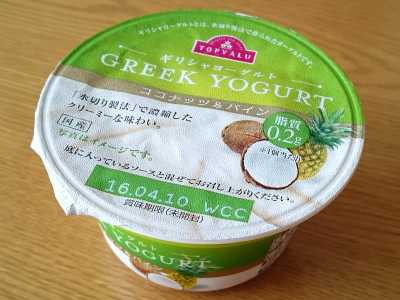 ギリシャヨーグルトとは、水切り製法で作られたヨーグルトです。
TOPVALU
ギリシャヨーグルト
GREEK YOGURT
ココナッツ&パイン
「水切り製法」で濃縮した
クリーミーな味わい。
国産
写真はイメージです。
脂質
0.2g
※1個当たり
底に入っているソースと混ぜてお召し上がりください。
16.04.10 WCC
賞味期限(未開封)
YOGURT